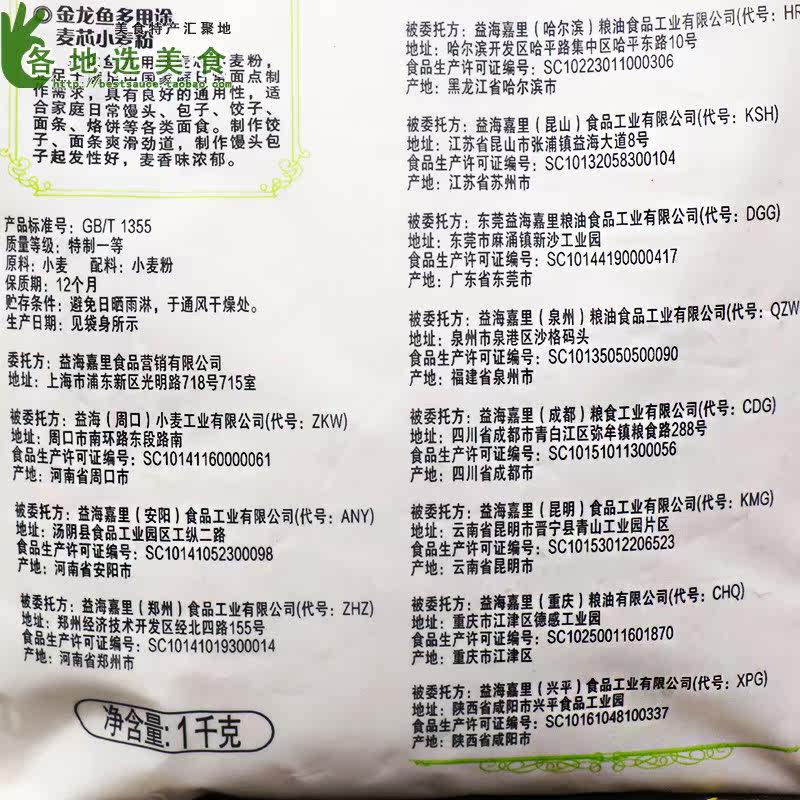 金龙鱼多用途
麦芯小麦粉
美食特产汇聚地
各地选美食
http://bestsauce.taobao.com
作需求，具有良好的通用性，适
合家庭日常馒头、包子、饺子、
面条、烙饼等各类面食。制作饺
子、面条爽滑劲道，制作馒头包
子起发性好，麦香味浓郁。
产品标准号：GB/T 1355
质量等级：特制一等
原料：小麦 配料：小麦粉
保质期：12个月
贮存条件：避免日晒雨淋，于通风干燥处。
生产日期：见袋身所示
委托方：益海嘉里食品营销有限公司
地址：上海市浦东新区光明路718号715室
被委托方：益海（周口）小麦工业有限公司(代号：ZKW)
地址：周口市南环路东段路南
食品生产许可证编号：SC10141160000061
产地：河南省周口市
被委托方：益海嘉里（安阳）食品工业有限公司(代号：ANY)
地址：汤阴县食品工业园区工纵二路
食品生产许可证编号：SC10141052300098
产地：河南省安阳市
被委托方：益海嘉里（郑州）食品工业有限公司(代号：ZHZ)
地址：郑州经济技术开发区经北四路155号
食品生产许可证编号：SC10141019300014
产地：河南省郑州市
净含量：1千克
被委托方：益海嘉里（哈尔滨）粮油食品工业有限公司(代号：HR
地址：哈尔滨开发区哈平路集中区哈平东路10号
食品生产许可证编号：SC10223011000306
产地：黑龙江省哈尔滨市
被委托方：益海嘉里（昆山）食品工业有限公司(代号：KSH)
地址：江苏省昆山市张浦镇益海大道8号
食品生产许可证编号：SC10132058300104
产地：江苏省苏州市
被委托方：东莞益海嘉里粮油食品工业有限公司(代号：DGG)
地址：东莞市麻涌镇新沙工业园
食品生产许可证编号：SC10144190000417
产地：广东省东莞市
被委托方：益海嘉里（泉州）粮油食品工业有限公司(代号：QZW
地址：泉州市泉港区沙格码头
食品生产许可证编号：SC10135050500090
产地：福建省泉州市
被委托方：益海嘉里（成都）粮食工业有限公司(代号：CDG)
地址：四川省成都市青白江区弥牟镇粮食路288号
食品生产许可证编号：SC10151011300056
产地：四川省成都市
被委托方：益海嘉里（昆明）食品工业有限公司(代号：KMG)
地址：云南省昆明市晋宁县青山工业园片区
食品生产许可证编号：SC10153012206523
产地：云南省昆明市
被委托方：益海嘉里（重庆）粮油有限公司(代号：CHQ)
地址：重庆市江津区德感工业园
食品生产许可证编号：SC10250011601870
产地：重庆市江津区
被委托方：益海嘉里（兴平）食品工业有限公司(代号：XPG)
地址：陕西省咸阳市兴平食品工业园
食品生产许可证编号：SC10161048100337
产地：陕西省咸阳市